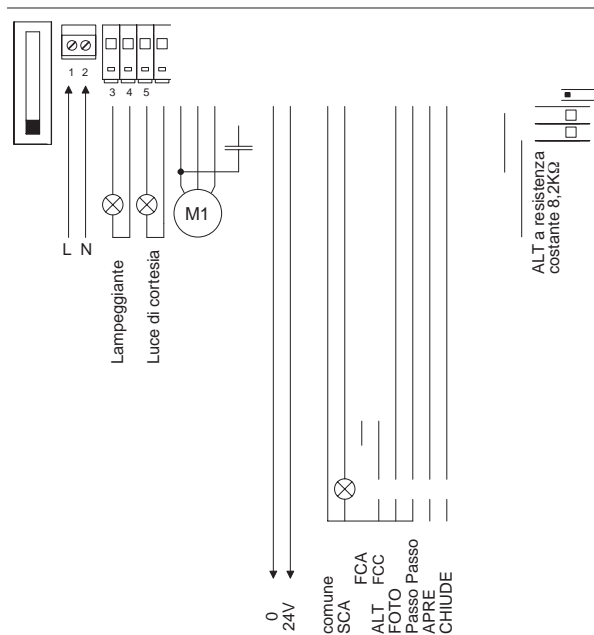 1 2
3 4 5
L N
M1
Lampeggiante
Luce di cortesia
ALT a resistenza
costante 8,2KΩ
0
24V
comune
SCA
FCA
ALT
FCC
FOTO
Passo Passo
APRE
CHIUDE